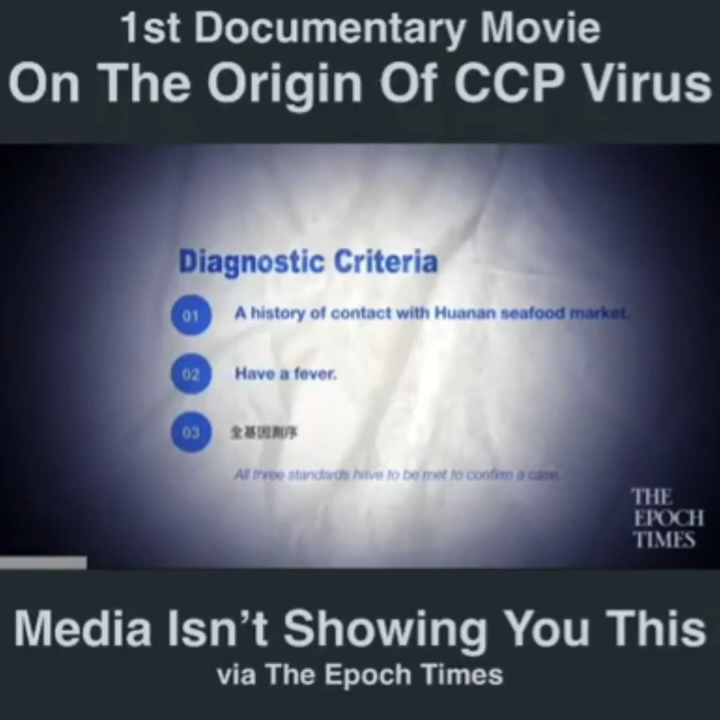 1st Documentary Movie
On The Origin Of CCP Virus
Diagnostic Criteria
01 A history of contact with Huanan seafood market.
02 Have a fever.
03 全基因测序
All three standards have to be met to confirm a case.
THE
EPOCH
TIMES
Media Isn't Showing You This
via The Epoch Times